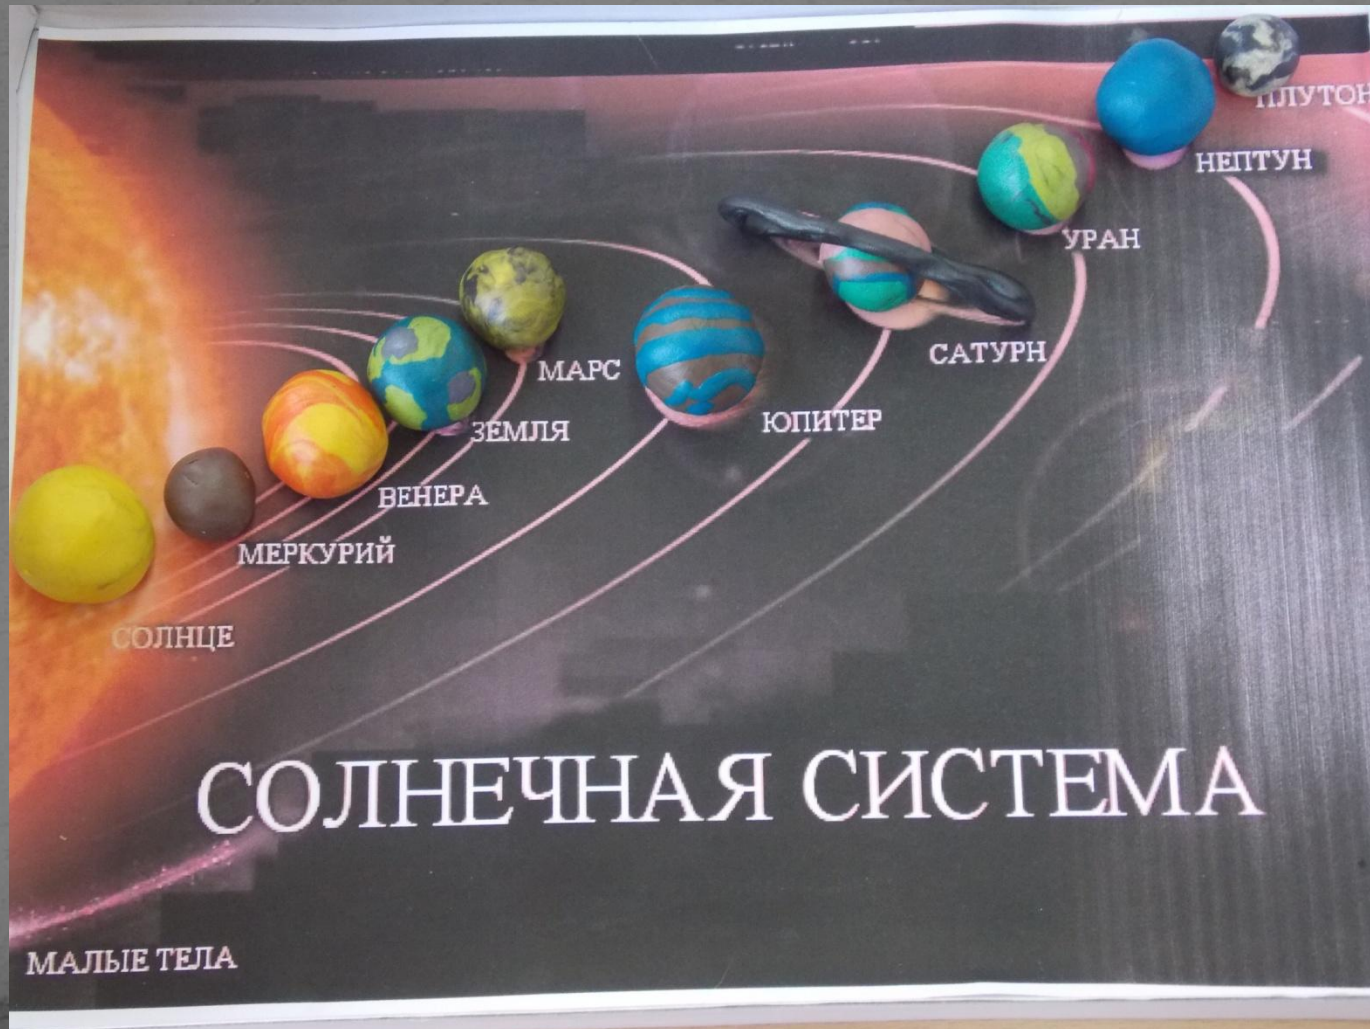 ПЛУТОН
НЕПТУН
УРАН
САТУРН
МАРС
ЮПИТЕР
ЗЕМЛЯ
ВЕНЕРА
МЕРКУРИЙ
СОЛНЦЕ
СОЛНЕЧНАЯ СИСТЕМА
МАЛЫЕ ТЕЛА